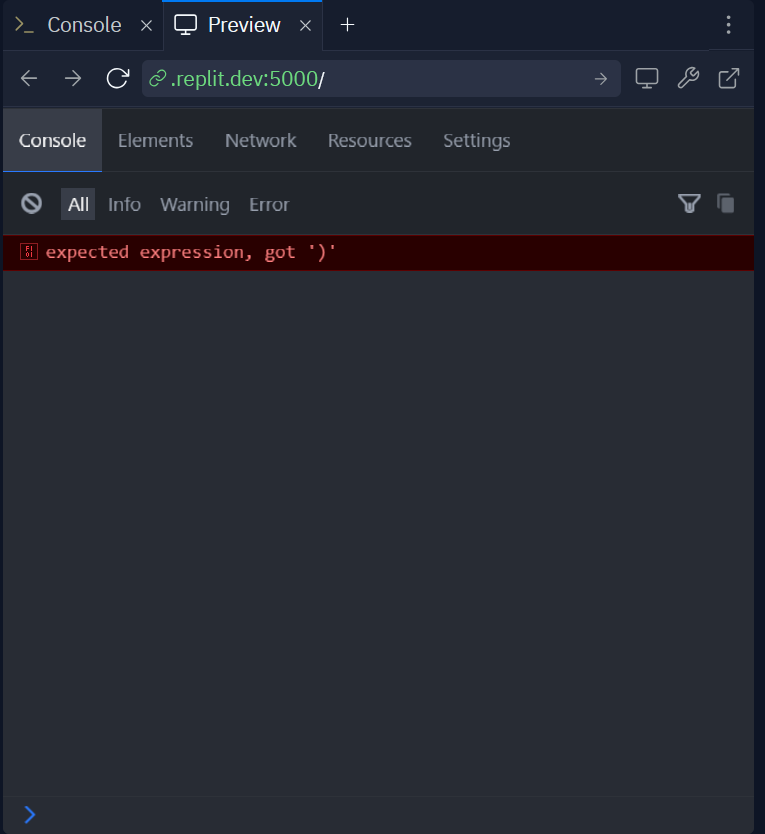 Console Preview
.replit.dev:5000/
Console Elements Network Resources Settings
All Info Warning Error
expected expression, got ')'